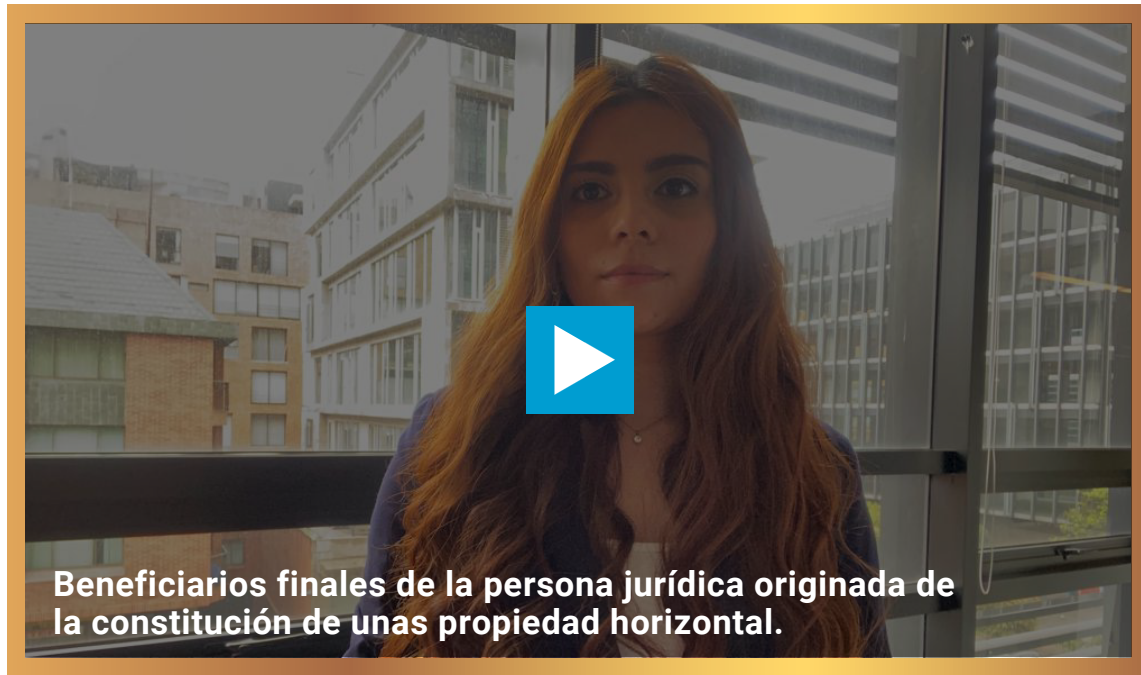 Beneficiarios finales de la persona jurídica originada de
la constitución de unas propiedad horizontal.